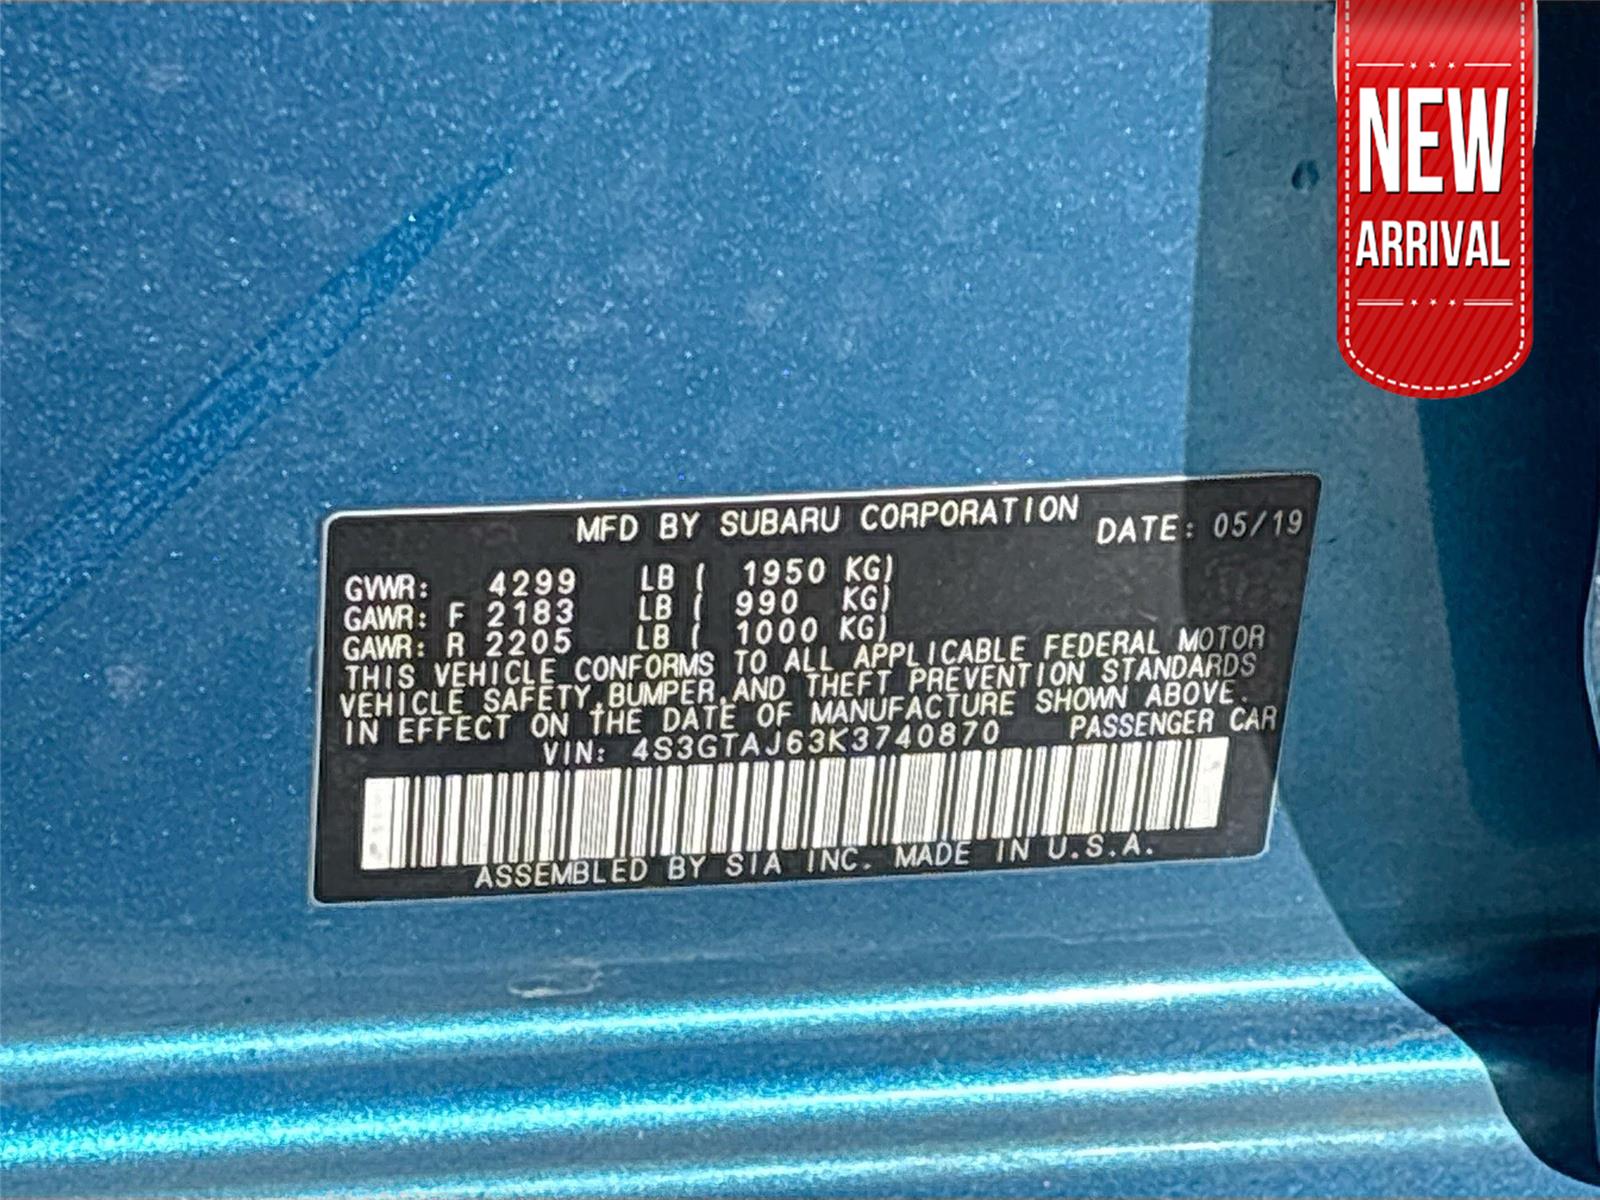 NEW
ARRIVAL
MFD BY SUBARU CORPORATION DATE: 05/19
GVWR: 4299 LB ( 1950 KG)
GAWR: F 2183 LB ( 990 KG)
GAWR: R 2205 LB ( 1000 KG)
THIS VEHICLE CONFORMS TO ALL APPLICABLE FEDERAL MOTOR
VEHICLE SAFETY, BUMPER, AND THEFT PREVENTION STANDARDS
IN EFFECT ON THE DATE OF MANUFACTURE SHOWN ABOVE.
VIN: 4S3GTAJ63K3740870 PASSENGER CAR
ASSEMBLED BY SIA INC. MADE IN U.S.A.